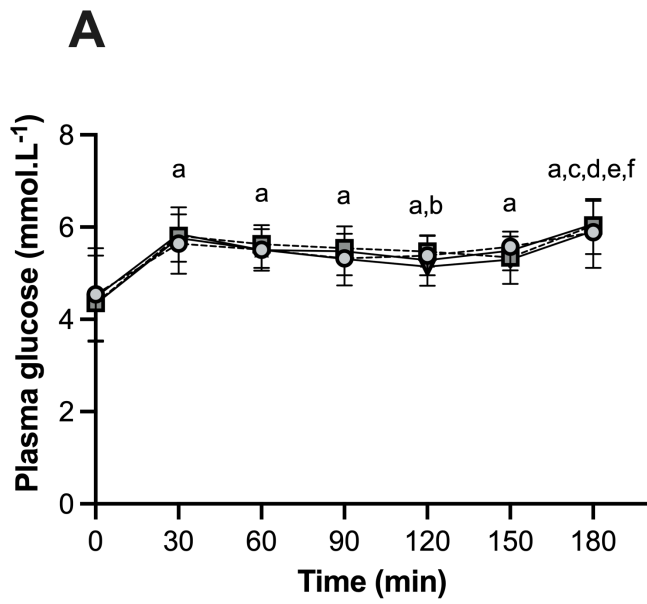 A
Plasma glucose (mmol.L-1)
8
6
4
2
0
a
a
a
a,b
a
a,c,d,e,f
0 30 60 90 120 150 180
Time (min)